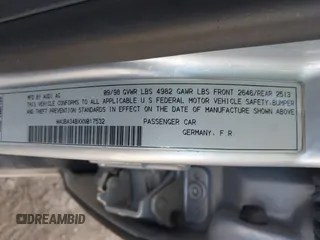 MFD BY AUDI AG 09/98 GVWR LBS 4982 GAWR LBS FRONT 2646/REAR 2513
THIS VEHICLE CONFORMS TO ALL APPLICABLE U S FEDERAL MOTOR VEHICLE SAFETY, BUMPER
AND THEFT PREVENTION STANDARDS IN EFFECT ON THE DATE OF MANUFACTURE SHOWN ABOVE
PASSENGER CAR
GERMANY, F R
DREAMBID